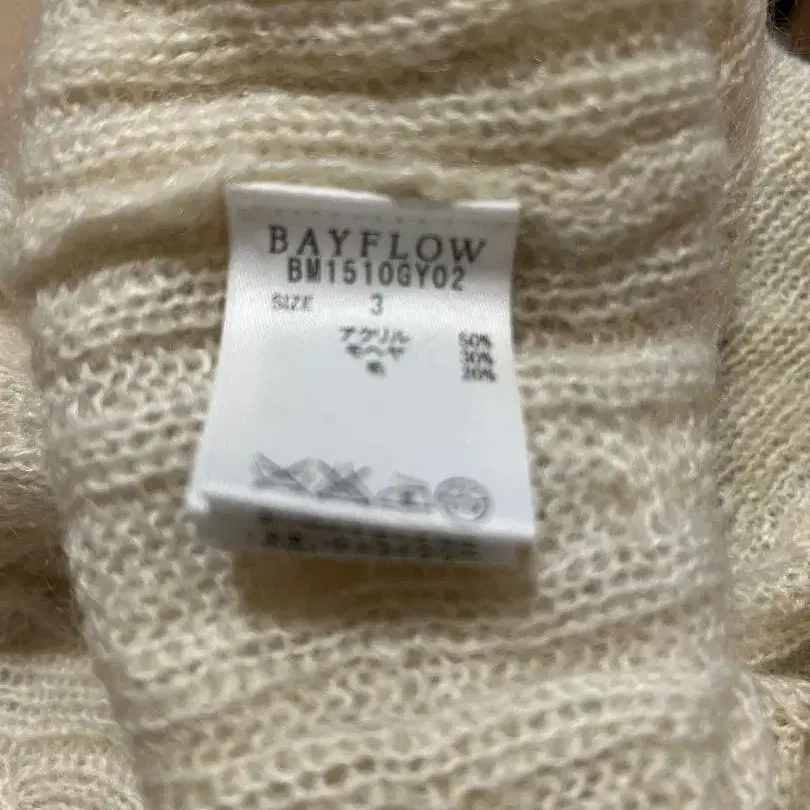 BAYFLOW
BM1510GY02
SIZE 3
アクリル 50%
モヘヤ 30%
毛 20%